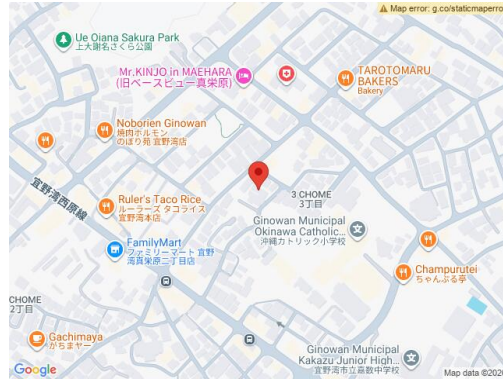 Map error: g.co/staticmaperro
Ue Oiana Sakura Park
上大謝名さくら公園
Mr.KINJO in MAEHARA
(旧ベースビュー真栄原)
TAROTOMARU
BAKERS
Bakery
Noborien Ginowan
焼肉ホルモン
のぼり苑 宜野湾店
宜野湾西原線
Ruler's Taco Rice
ルーラーズ タコライス
宜野湾本店
3 CHOME
3丁目
Ginowan Municipal
Okinawa Catholic...
沖縄カトリック小学校
FamilyMart
ファミリーマート 宜野
湾真栄原二丁目店
Champurutei
ちゃんぷる亭
CHOME
2丁目
Gachimaya
がちまやー
Ginowan Municipal
Kakazu Junior High...
宜野湾市立嘉数中学校
Google
Map data ©202